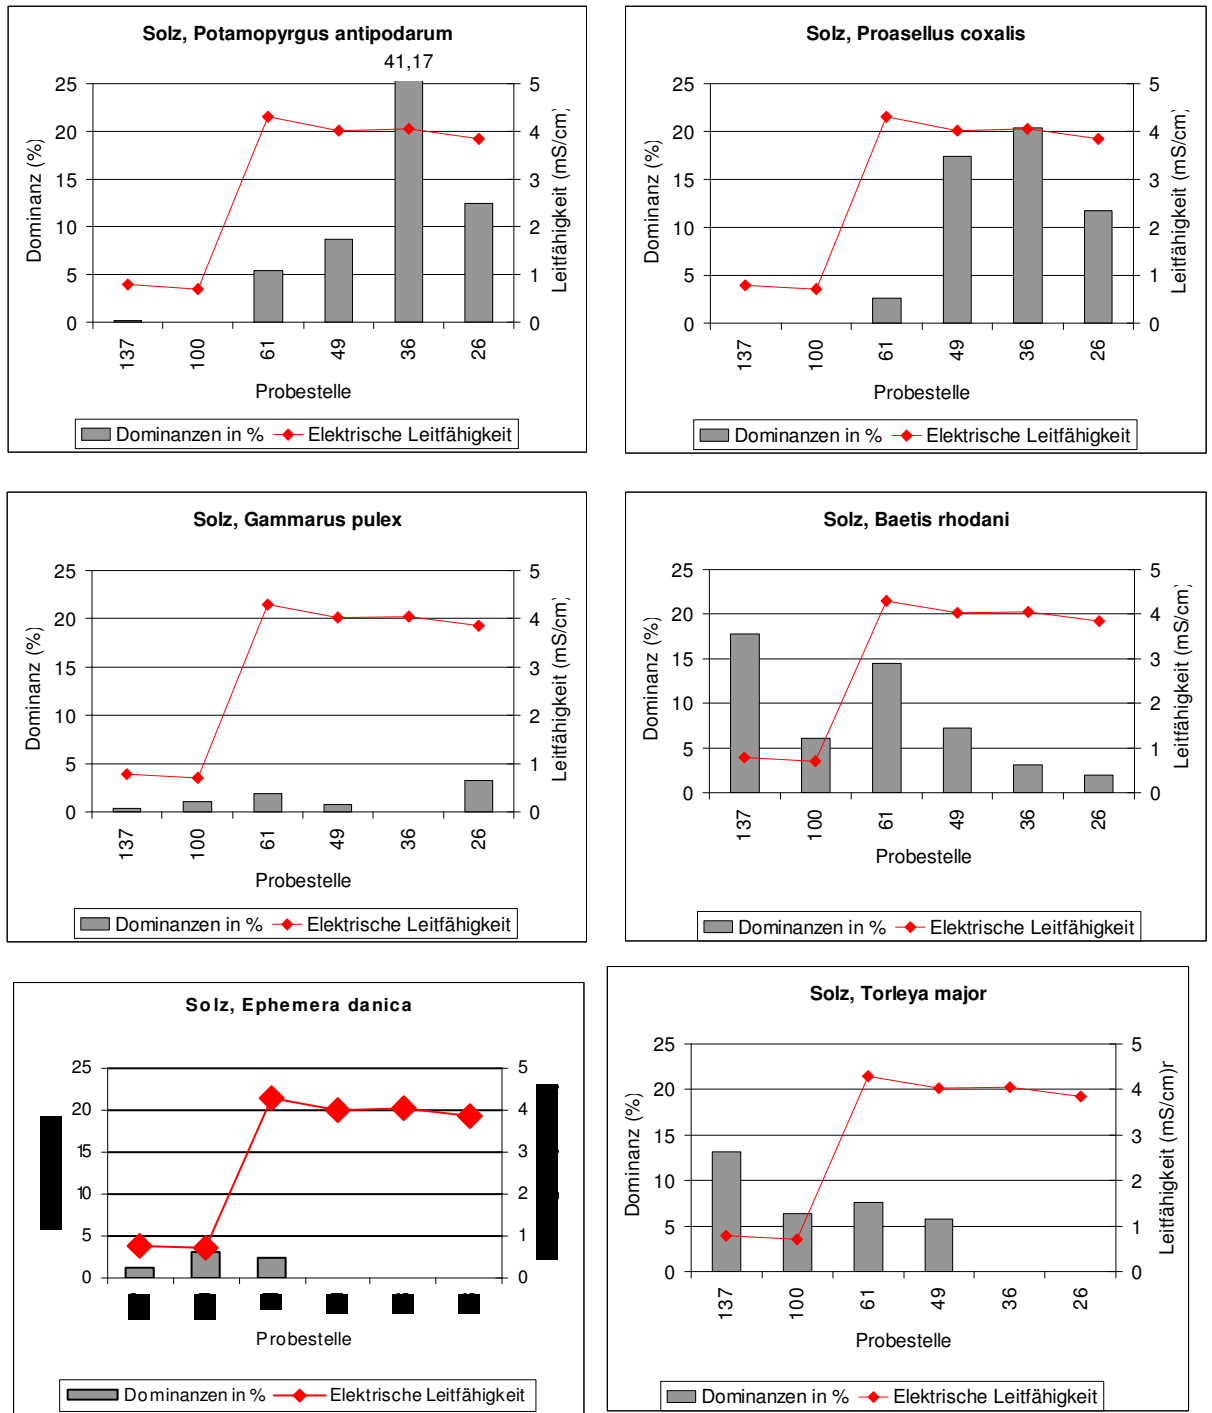 Solz, Potamopyrgus antipodarum
41,17
25
20
15
10
5
0
5
4
3
2
1
0
Dominanz (%)
Leitfähigkeit (mS/cm)
137 100 61 49 36 26
Probestelle
Dominanzen in % Elektrische Leitfähigkeit
Solz, Proasellus coxalis
25
20
15
10
5
0
5
4
3
2
1
0
Dominanz (%)
Leitfähigkeit (mS/cm)
137 100 61 49 36 26
Probestelle
Dominanzen in % Elektrische Leitfähigkeit
Solz, Gammarus pulex
25
20
15
10
5
0
5
4
3
2
1
0
Dominanz (%)
Leitfähigkeit (mS/cm)
137 100 61 49 36 26
Probestelle
Dominanzen in % Elektrische Leitfähigkeit
Solz, Baetis rhodani
25
20
15
10
5
0
5
4
3
2
1
0
Dominanz (%)
Leitfähigkeit (mS/cm)
137 100 61 49 36 26
Probestelle
Dominanzen in % Elektrische Leitfähigkeit
Solz, Ephemera danica
25
20
15
10
5
0
5
4
3
2
1
0
Probestelle
Dominanzen in % Elektrische Leitfähigkeit
Solz, Torleya major
25
20
15
10
5
0
5
4
3
2
1
0
Dominanz (%)
Leitfähigkeit (mS/cm)r
137 100 61 49 36 26
Probestelle
Dominanzen in % Elektrische Leitfähigkeit